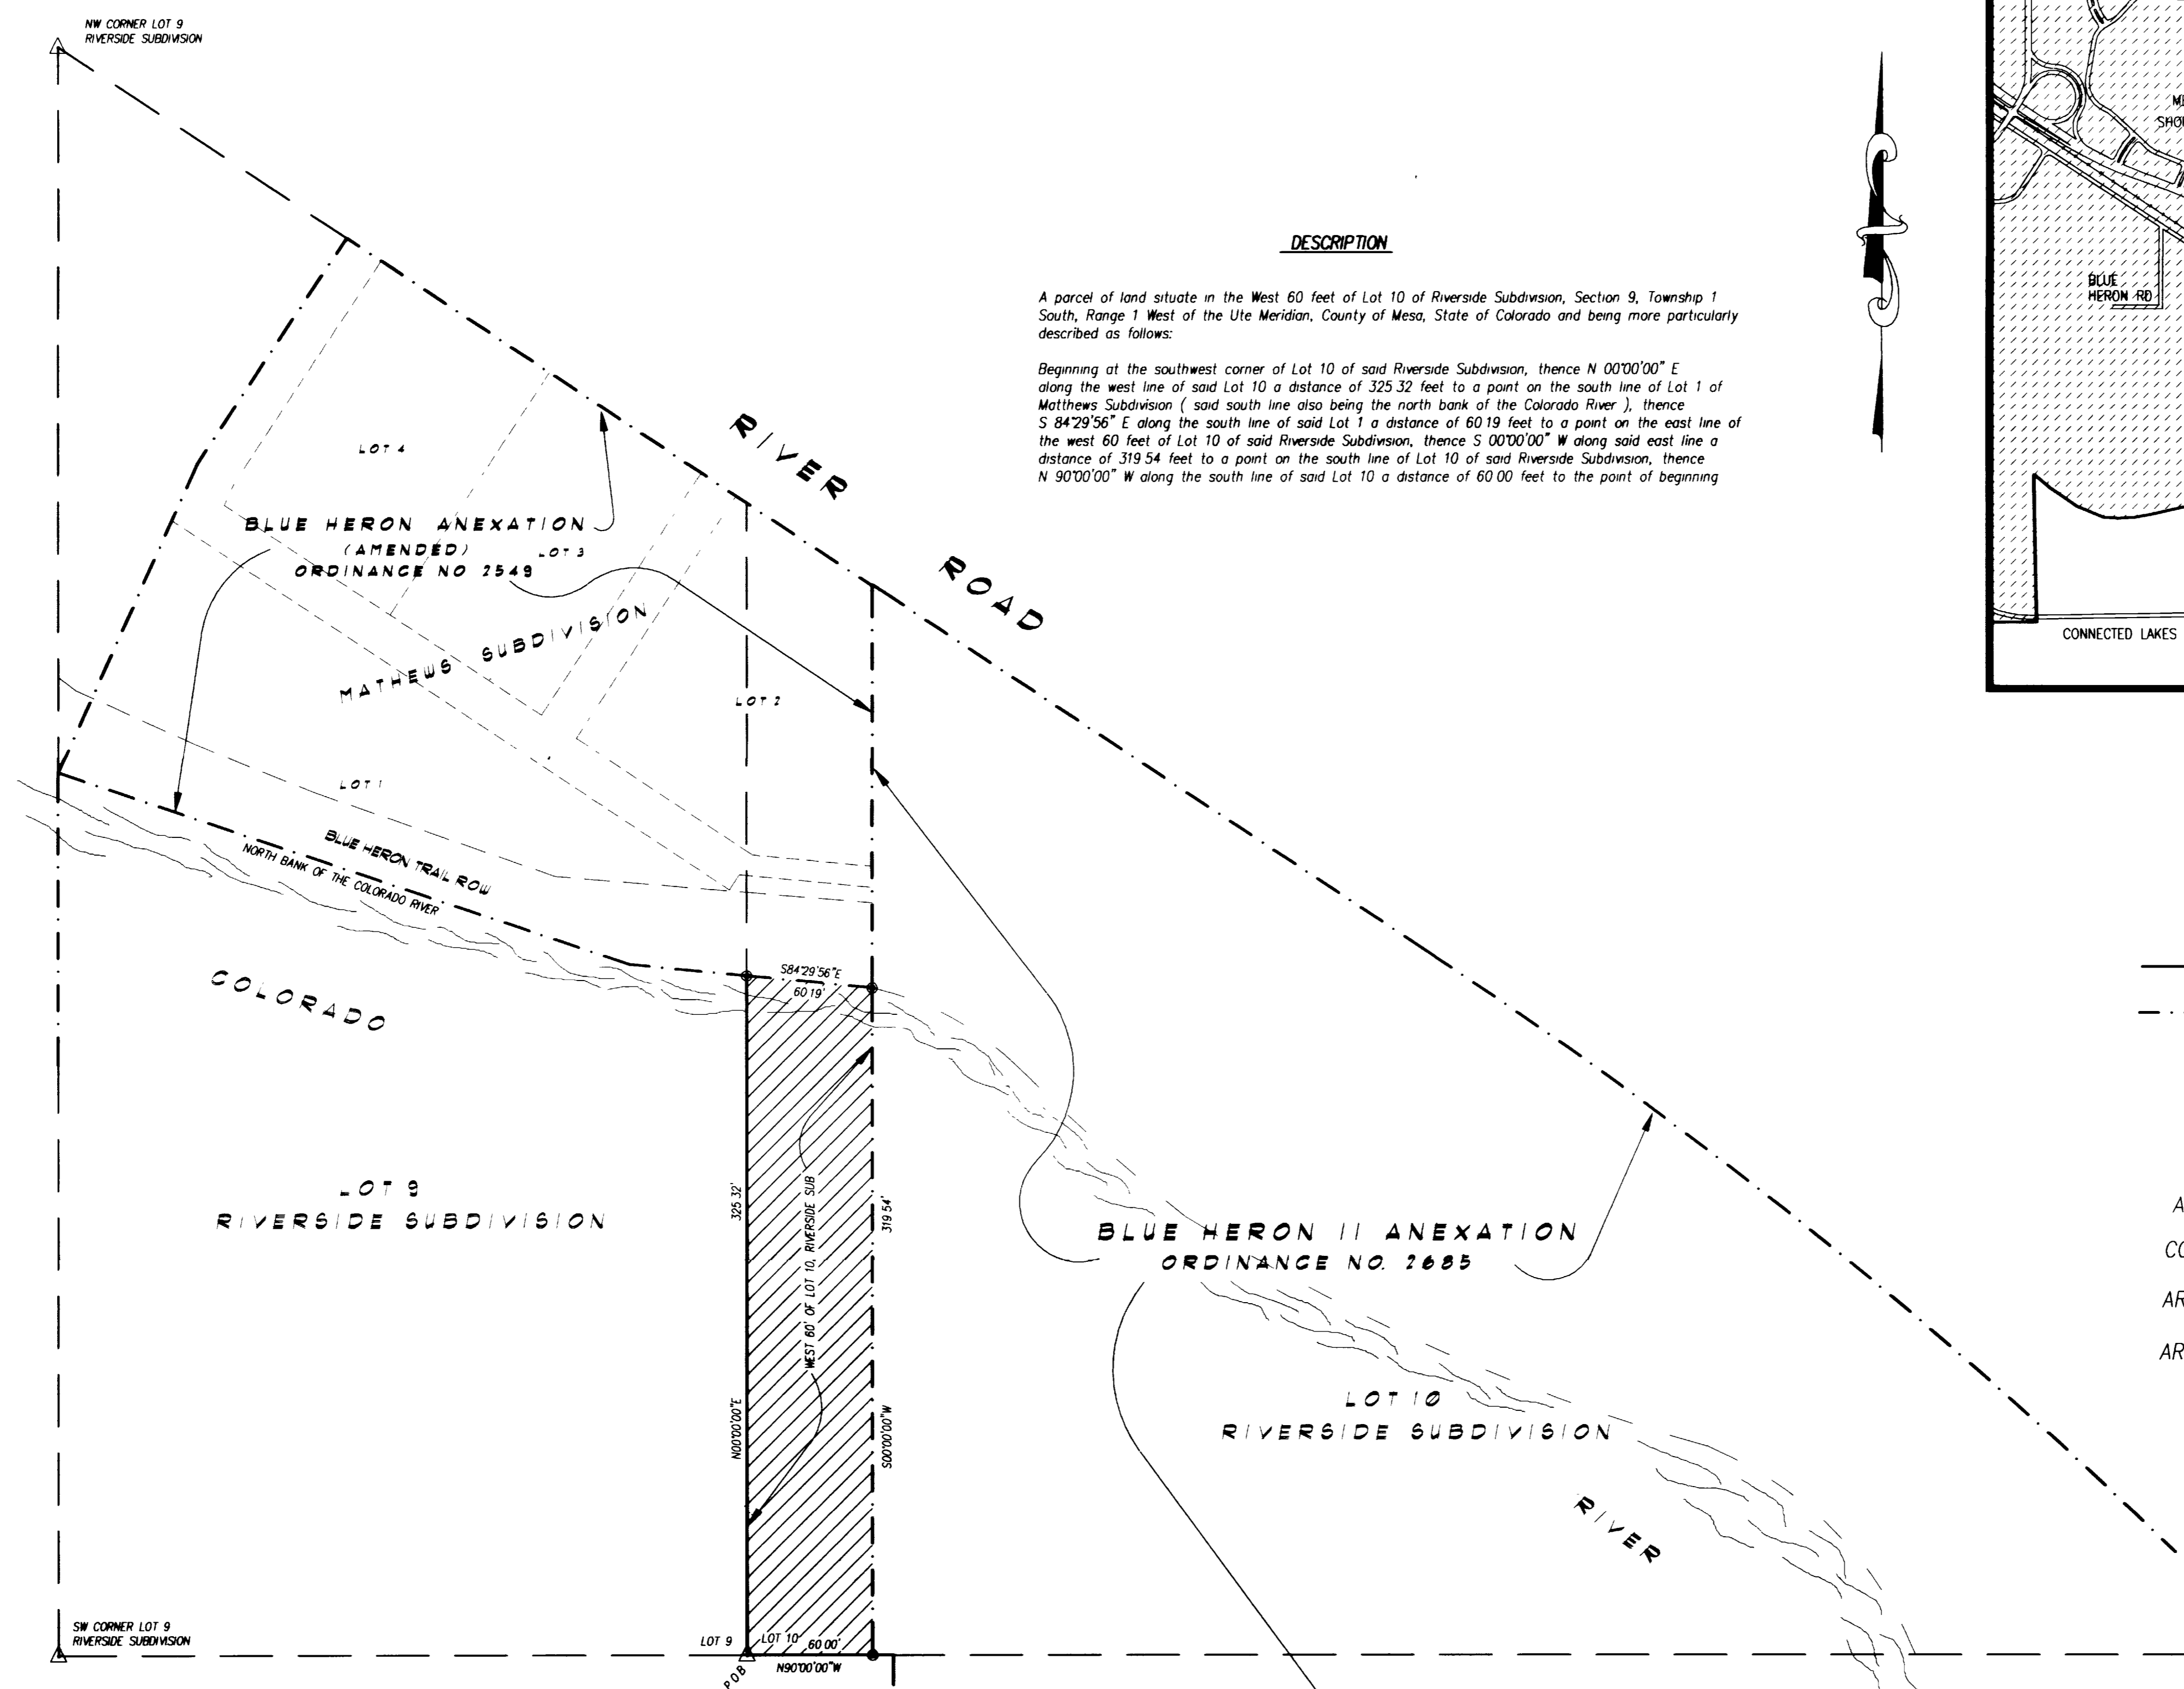 NW CORNER LOT 9
RIVERSIDE SUBDIVISION
DESCRIPTION
A parcel of land situate in the West 60 feet of Lot 10 of Riverside Subdivision, Section 9, Township 1
South, Range 1 West of the Ute Meridian, County of Mesa, State of Colorado and being more particularly
described as follows:
Beginning at the southwest corner of Lot 10 of said Riverside Subdivision, thence N 00°00'00" E
along the west line of said Lot 10 a distance of 325 32 feet to a point on the south line of Lot 1 of
Matthews Subdivision ( said south line also being the north bank of the Colorado River ), thence
S 84°29'56" E along the south line of said Lot 1 a distance of 60 19 feet to a point on the east line of
the west 60 feet of Lot 10 of said Riverside Subdivision, thence S 00°00'00" W along said east line a
distance of 319 54 feet to a point on the south line of Lot 10 of said Riverside Subdivision, thence
N 90°00'00" W along the south line of said Lot 10 a distance of 60 00 feet to the point of beginning
BLUE
HERON RD
CONNECTED LAKES
RIVER
ROAD
LOT 4
BLUE HERON ANEXATION
(AMENDED)
LOT 3
ORDINANCE NO 2549
MATHEWS SUBDIVISION
LOT 2
LOT 1
BLUE HERON TRAIL ROW
NORTH BANK OF THE COLORADO RIVER
COLORADO
S84°29'56"E
60 19'
325 32'
N00°00'00"E
WEST 60' OF LOT 10, RIVERSIDE SUB
319 54'
S00°00'00"W
LOT 9
RIVERSIDE SUBDIVISION
BLUE HERON II ANEXATION
ORDINANCE NO. 2685
LOT 10
RIVERSIDE SUBDIVISION
RIVER
SW CORNER LOT 9
RIVERSIDE SUBDIVISION
LOT 9
LOT 10
60 00'
N90°00'00"W
POB